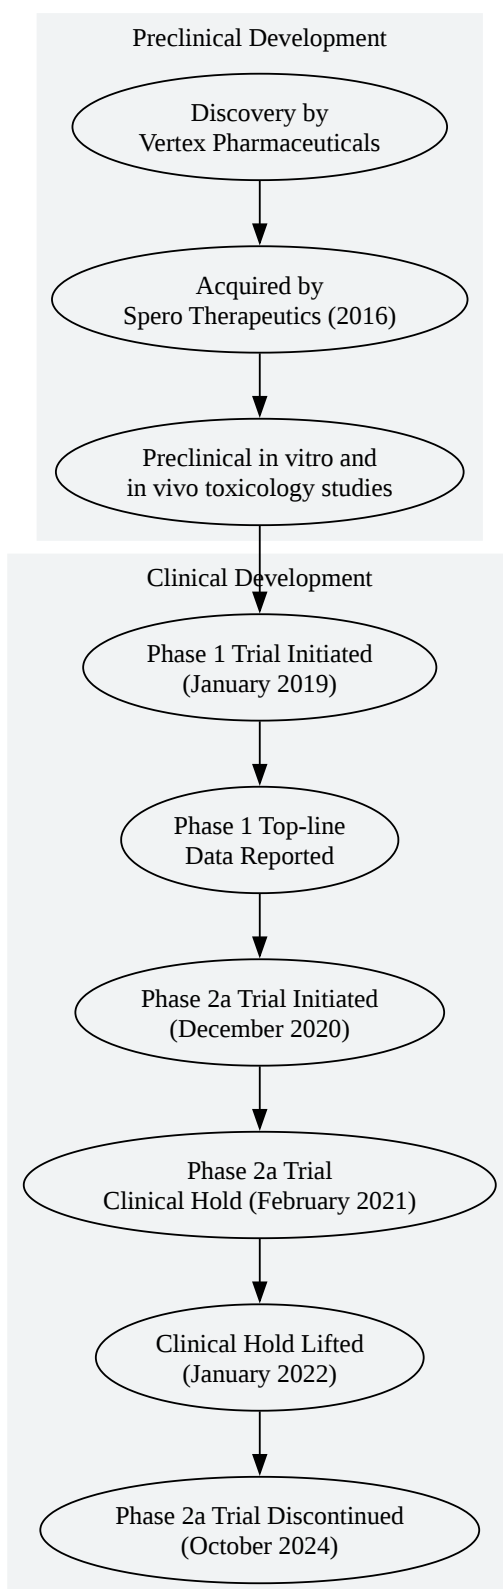 Preclinical Development
Discovery by
Vertex Pharmaceuticals
Acquired by
Spero Therapeutics (2016)
Preclinical in vitro and
in vivo toxicology studies
Clinical Development
Phase 1 Trial Initiated
(January 2019)
Phase 1 Top-line
Data Reported
Phase 2a Trial Initiated
(December 2020)
Phase 2a Trial
Clinical Hold (February 2021)
Clinical Hold Lifted
(January 2022)
Phase 2a Trial Discontinued
(October 2024)